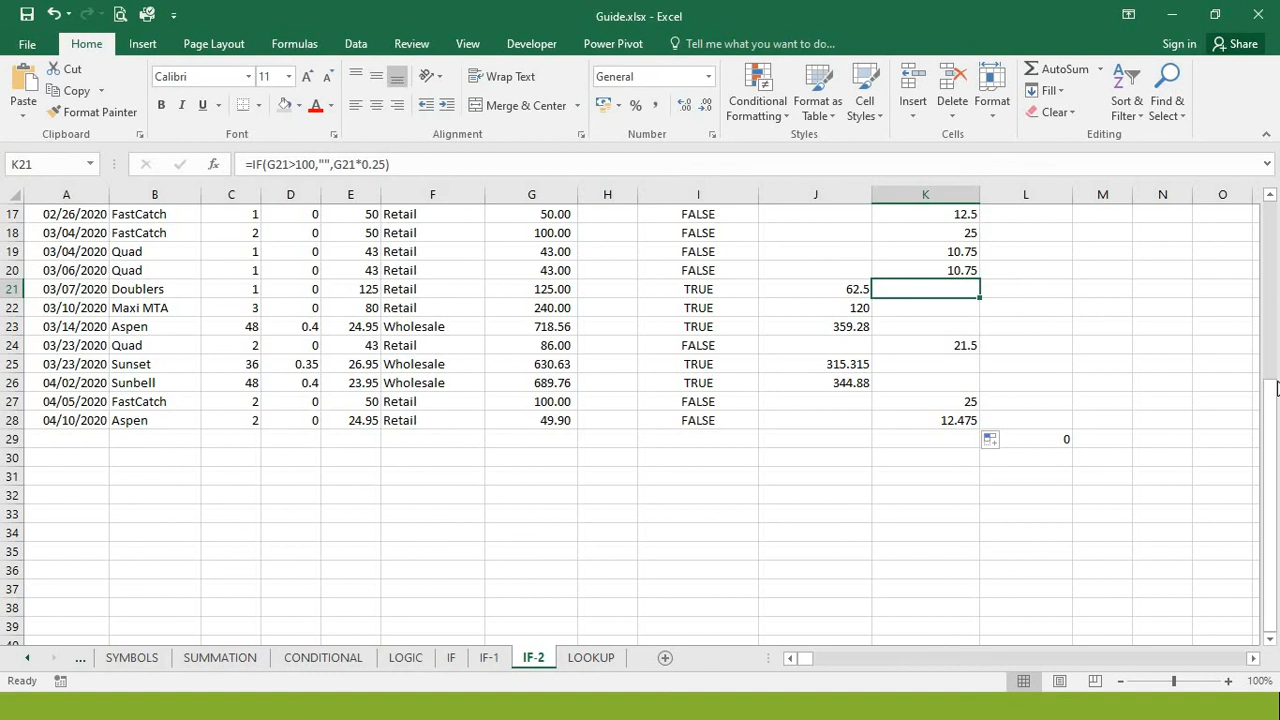 Guide.xlsx - Excel
File Home Insert Page Layout Formulas Data Review View Developer Power Pivot Tell me what you want to do... Sign in Share
Paste
Cut
Copy
Format Painter
Calibri 11
B I U
Wrap Text
Merge & Center
General
Conditional Formatting
Format as Table
Cell Styles
Insert
Delete
Format
AutoSum
Fill
Clear
Sort & Filter
Find & Select
Clipboard Font Alignment Number Styles Cells Editing
K21 fx =IF(G21>100,"",G21*0.25)
A B C D E F G H I J K L M N O
17 02/26/2020 FastCatch 1 0 50 Retail 50.00 FALSE 12.5
18 03/04/2020 FastCatch 2 0 50 Retail 100.00 FALSE 25
19 03/04/2020 Quad 1 0 43 Retail 43.00 FALSE 10.75
20 03/06/2020 Quad 1 0 43 Retail 43.00 FALSE 10.75
21 03/07/2020 Doublers 1 0 125 Retail 125.00 TRUE 62.5
22 03/10/2020 Maxi MTA 3 0 80 Retail 240.00 TRUE 120
23 03/14/2020 Aspen 48 0.4 24.95 Wholesale 718.56 TRUE 359.28
24 03/23/2020 Quad 2 0 43 Retail 86.00 FALSE 21.5
25 03/23/2020 Sunset 36 0.35 26.95 Wholesale 630.63 TRUE 315.315
26 04/02/2020 Sunbell 48 0.4 23.95 Wholesale 689.76 TRUE 344.88
27 04/05/2020 FastCatch 2 0 50 Retail 100.00 FALSE 25
28 04/10/2020 Aspen 2 0 24.95 Retail 49.90 FALSE 12.475
29 0
30
31
32
33
34
35
36
37
38
39
... SYMBOLS SUMMATION CONDITIONAL LOGIC IF IF-1 IF-2 LOOKUP
Ready 100%